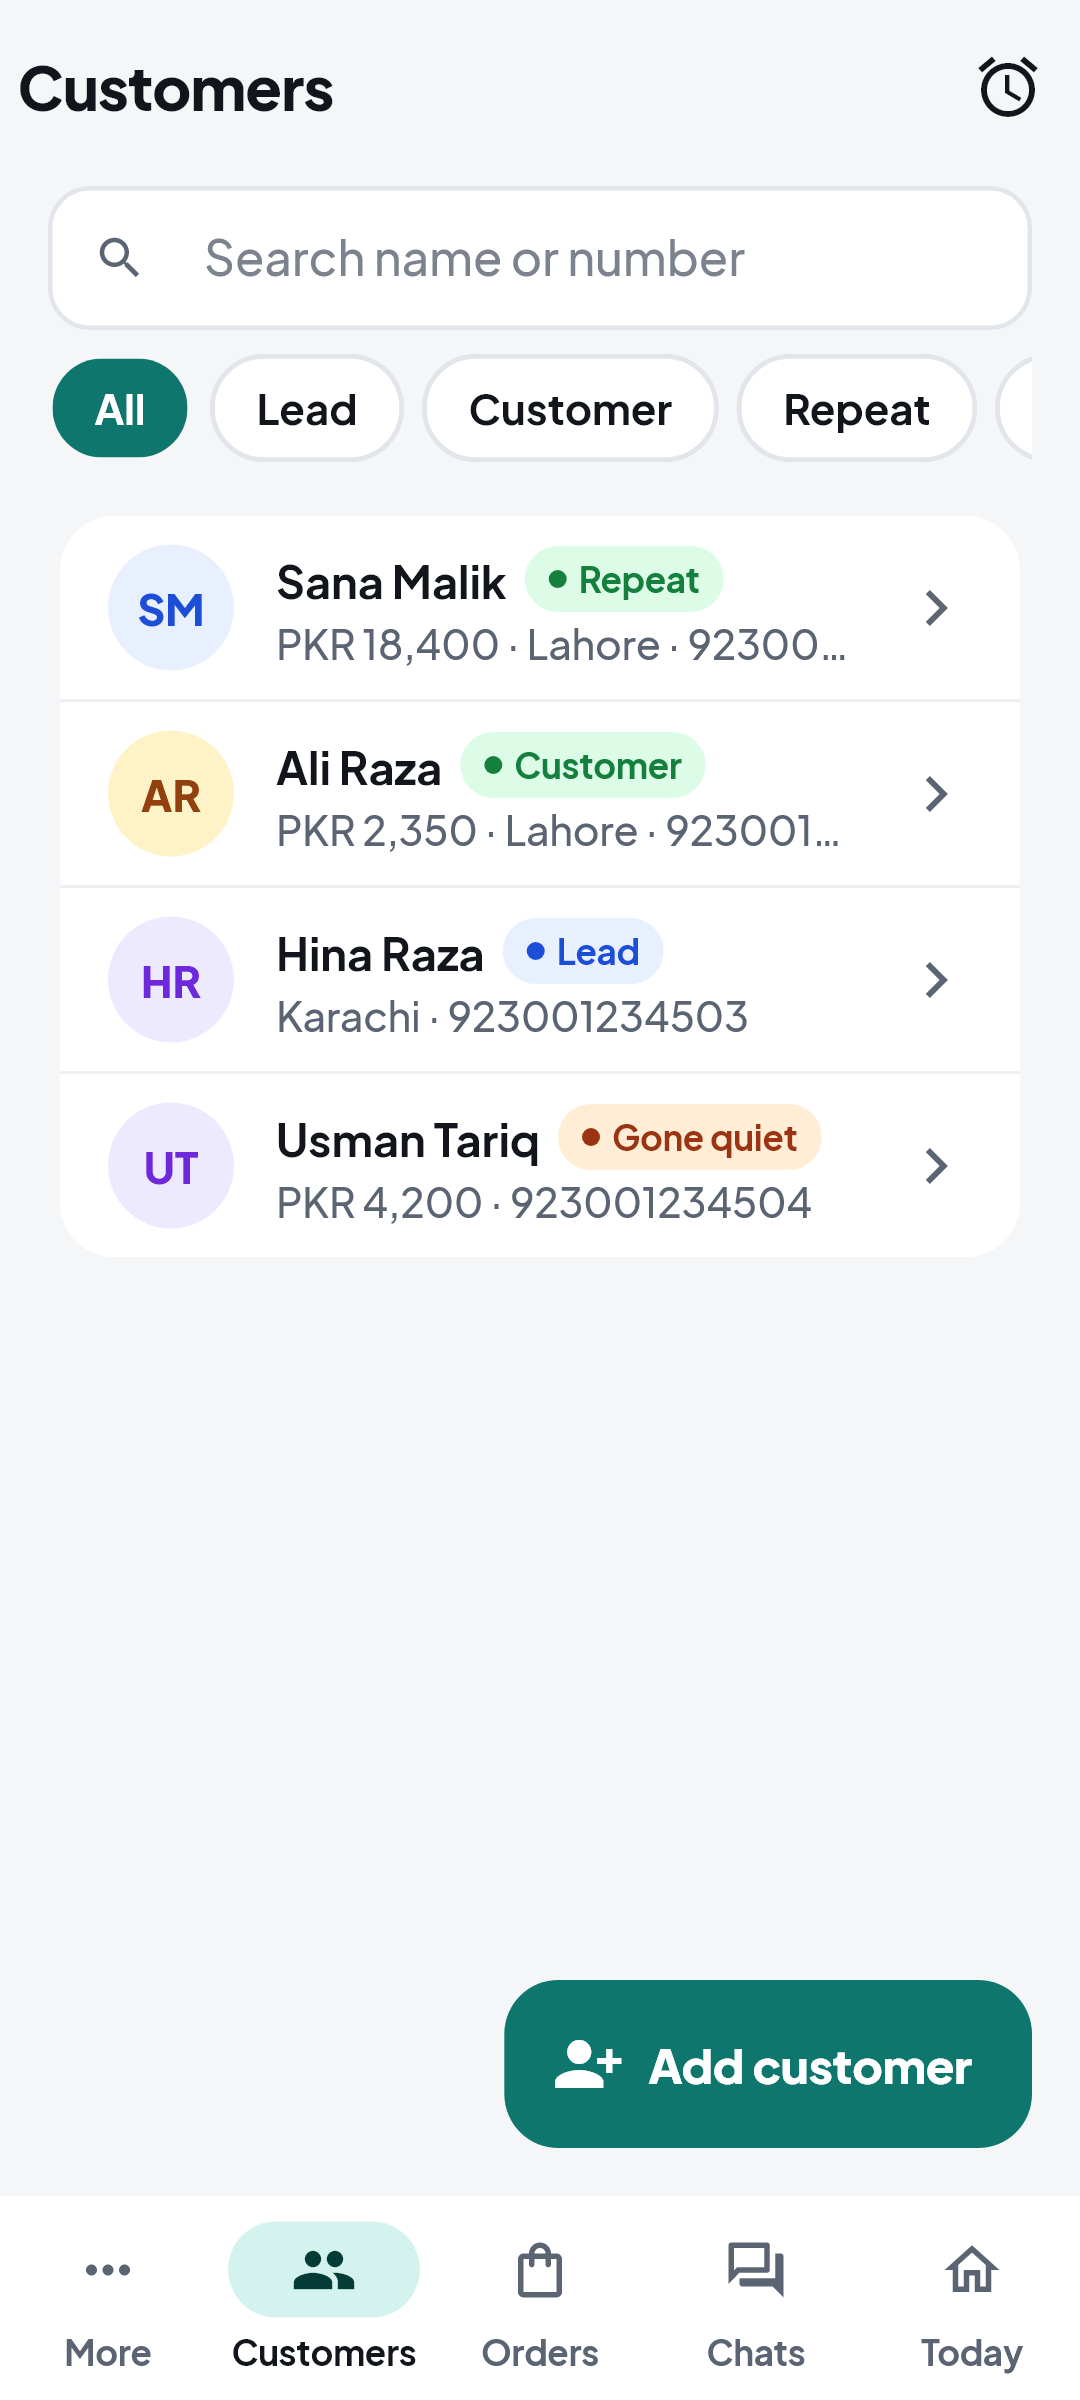 Customers
Search name or number
All Lead Customer Repeat
SM Sana Malik Repeat
PKR 18,400 · Lahore · 92300...
AR Ali Raza Customer
PKR 2,350 · Lahore · 923001...
HR Hina Raza Lead
Karachi · 923001234503
UT Usman Tariq Gone quiet
PKR 4,200 · 923001234504
Add customer
More Customers Orders Chats Today